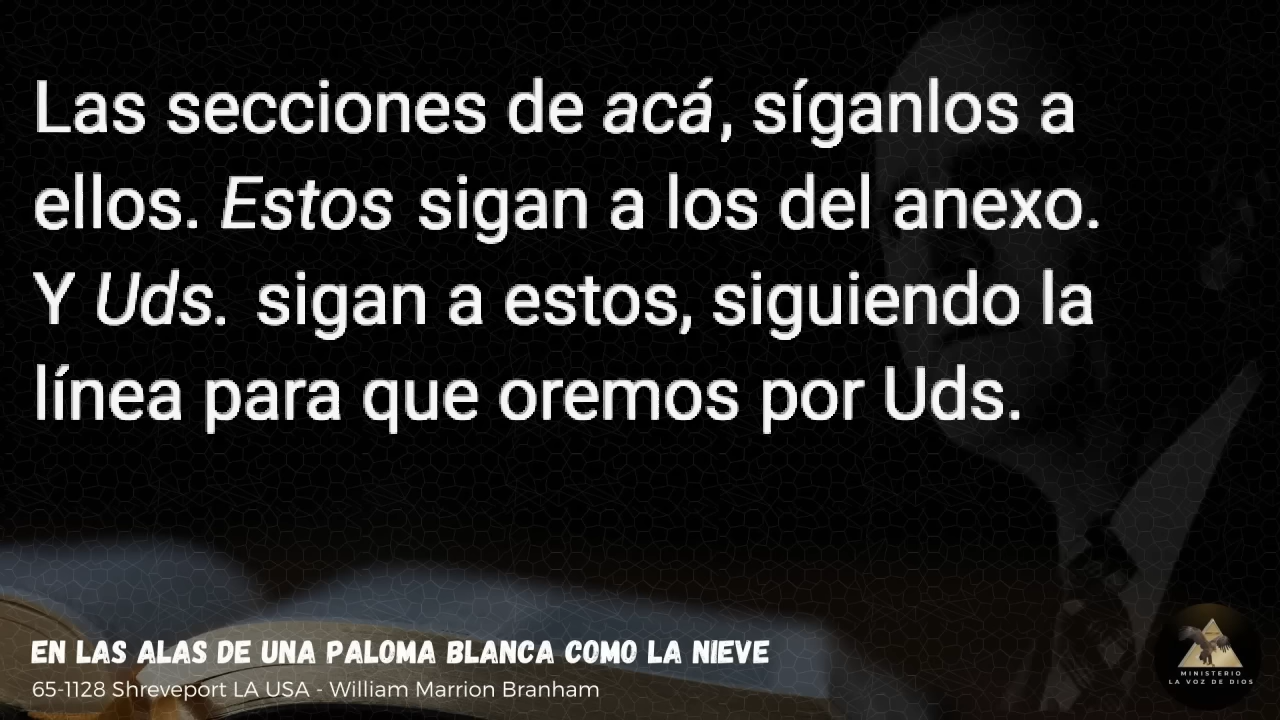 Las secciones de acá, síganlos a
ellos. Estos sigan a los del anexo.
Y Uds. sigan a estos, siguiendo la
línea para que oremos por Uds.
EN LAS ALAS DE UNA PALOMA BLANCA COMO LA NIEVE
65-1128 Shreveport LA USA - William Marrion Branham
MINISTERIO
LA VOZ DE DIOS